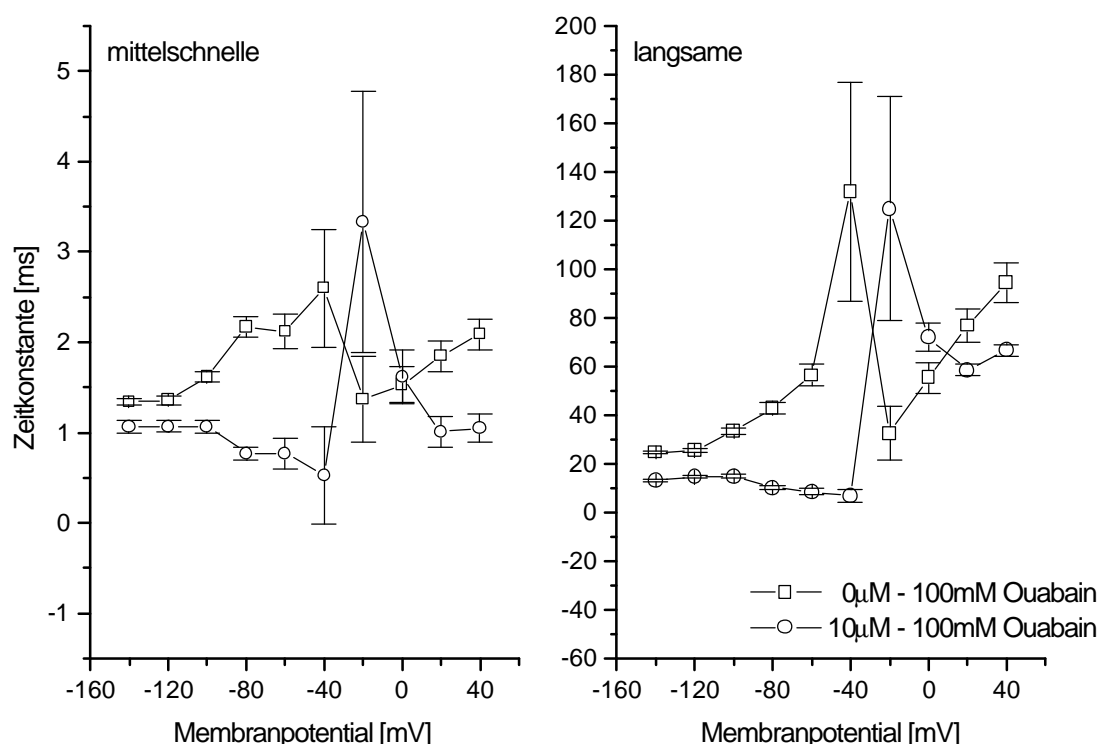 mittelschnelle
5
4
3
2
1
0
-1
Zeitkonstante [ms]
-160 -120 -80 -40 0 40
Membranpotential [mV]
langsame
200
180
160
140
120
100
80
60
40
20
0
-20
-40
-60
0μM - 100mM Ouabain
10μM - 100mM Ouabain
-160 -120 -80 -40 0 40
Membranpotential [mV]